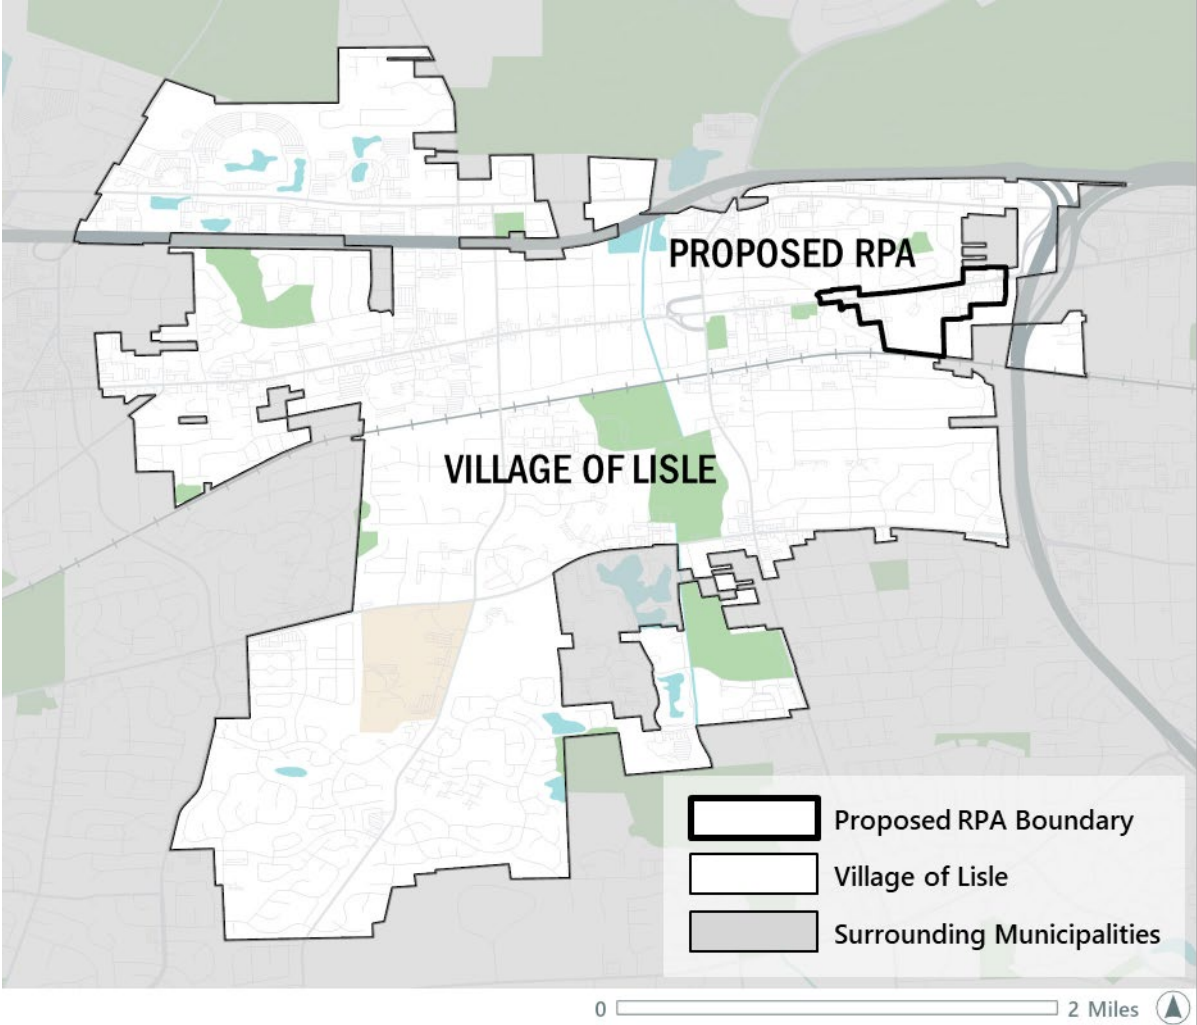 PROPOSED RPA
VILLAGE OF LISLE
Proposed RPA Boundary
Village of Lisle
Surrounding Municipalities
0 2 Miles